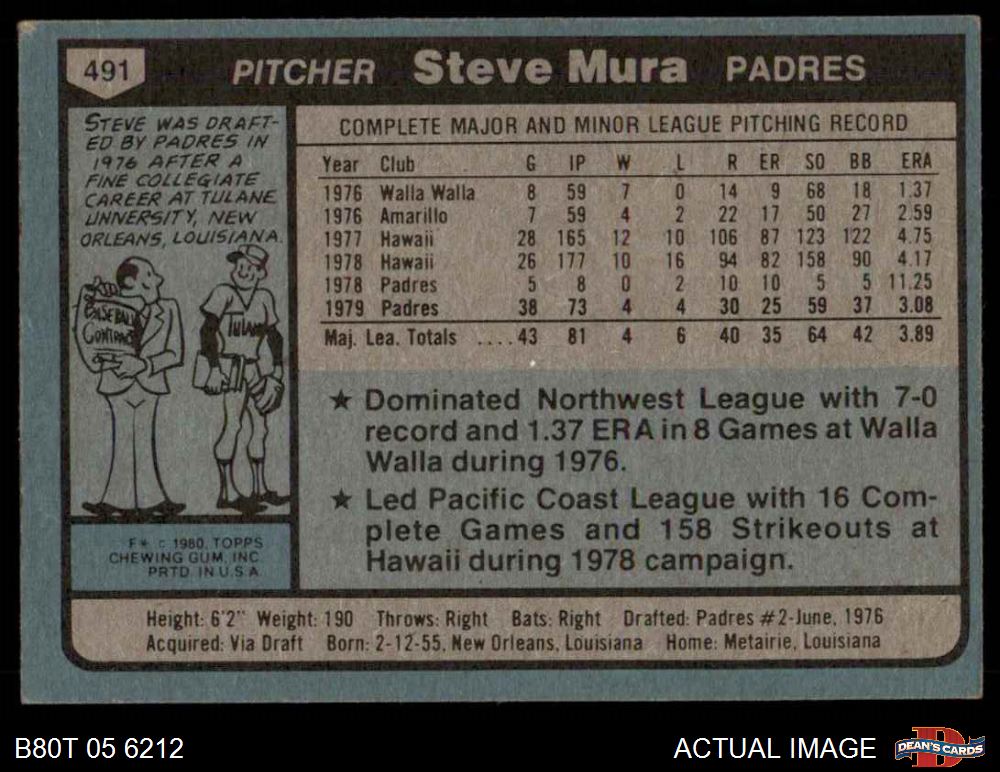 491 PITCHER Steve Mura PADRES
STEVE WAS DRAFT-
ED BY PADRES IN
1976 AFTER A
FINE COLLEGIATE
CAREER AT TULANE
UNVERSITY, NEW
ORLEANS, LOUISIANA.
BASEBALL
CONTRACT
TULANE
F* © 1980, TOPPS
CHEWING GUM, INC
PRTD. IN U.S.A.
COMPLETE MAJOR AND MINOR LEAGUE PITCHING RECORD
Year Club G IP W L R ER SO BB ERA
1976 Walla Walla 8 59 7 0 14 9 68 18 1.37
1976 Amarillo 7 59 4 2 22 17 50 27 2.59
1977 Hawaii 28 165 12 10 106 87 123 122 4.75
1978 Hawaii 26 177 10 16 94 82 158 90 4.17
1978 Padres 5 8 0 2 10 10 5 5 11.25
1979 Padres 38 73 4 4 30 25 59 37 3.08
Maj. Lea. Totals ....43 81 4 6 40 35 64 42 3.89
★ Dominated Northwest League with 7-0
record and 1.37 ERA in 8 Games at Walla
Walla during 1976.
★ Led Pacific Coast League with 16 Com-
plete Games and 158 Strikeouts at
Hawaii during 1978 campaign.
Height: 6'2" Weight: 190 Throws: Right Bats: Right Drafted: Padres #2-June, 1976
Acquired: Via Draft Born: 2-12-55, New Orleans, Louisiana Home: Metairie, Louisiana
B80T 05 6212 ACTUAL IMAGE D DEAN'S CARDS